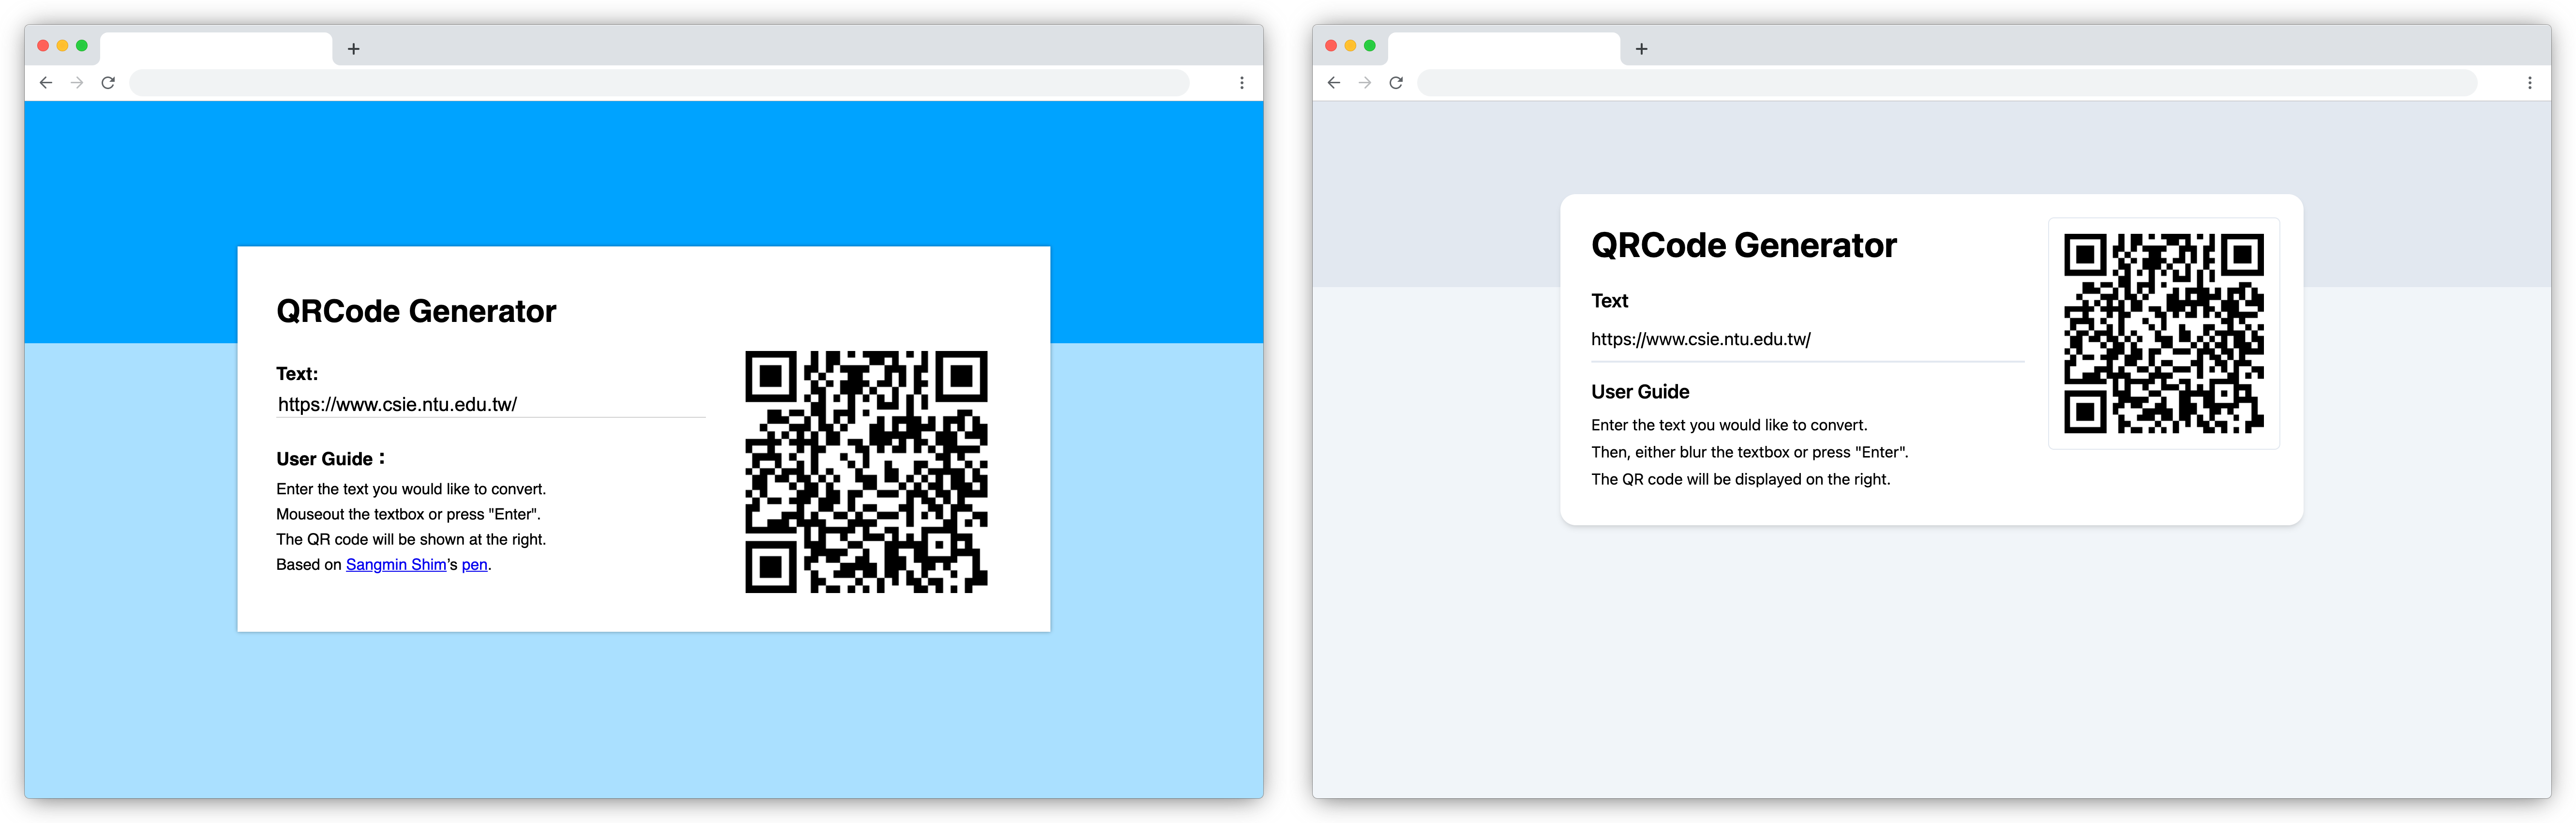 QRCode Generator
Text:
https://www.csie.ntu.edu.tw/
User Guide：
Enter the text you would like to convert.
Mouseout the textbox or press "Enter".
The QR code will be shown at the right.
Based on Sangmin Shim's pen.
QRCode Generator
Text
https://www.csie.ntu.edu.tw/
User Guide
Enter the text you would like to convert.
Then, either blur the textbox or press "Enter".
The QR code will be displayed on the right.